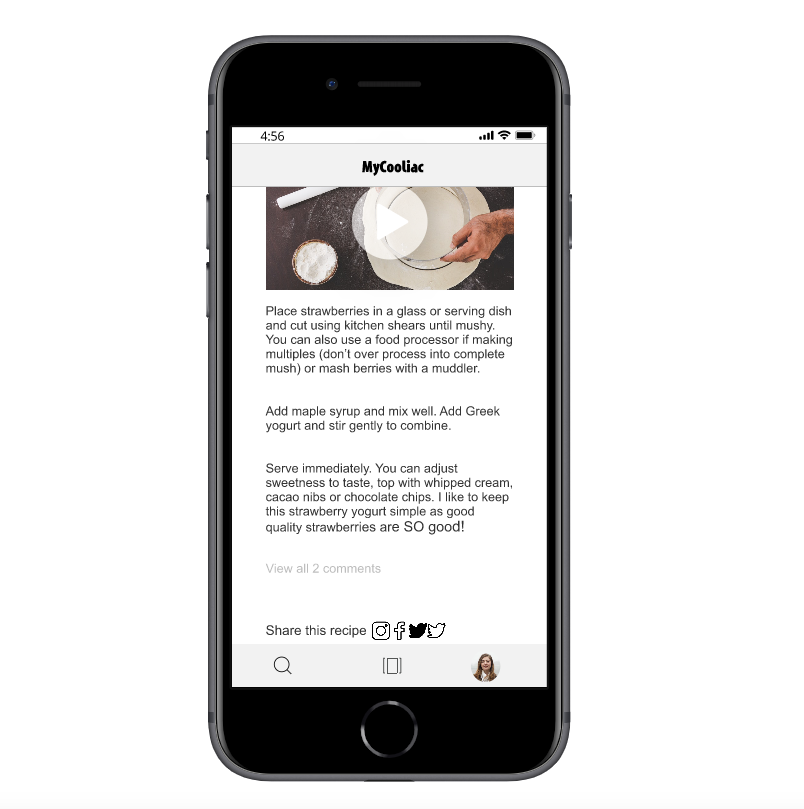 4:56
MyCooliac
Place strawberries in a glass or serving dish
and cut using kitchen shears until mushy.
You can also use a food processor if making
multiples (don’t over process into complete
mush) or mash berries with a muddler.
Add maple syrup and mix well. Add Greek
yogurt and stir gently to combine.
Serve immediately. You can adjust
sweetness to taste, top with whipped cream,
cacao nibs or chocolate chips. I like to keep
this strawberry yogurt simple as good
quality strawberries are SO good!
View all 2 comments
Share this recipe